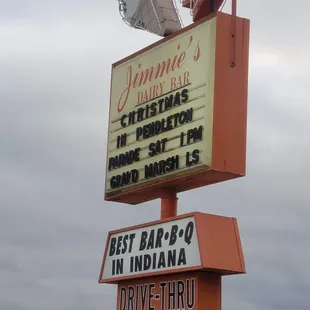 Jimmie's
DAIRY BAR
CHRISTMAS
IN PENDLETON
PARADE SAT 1PM
GRAND MARSH LS
BEST BAR•B•Q
IN INDIANA
DRIVE-THRU